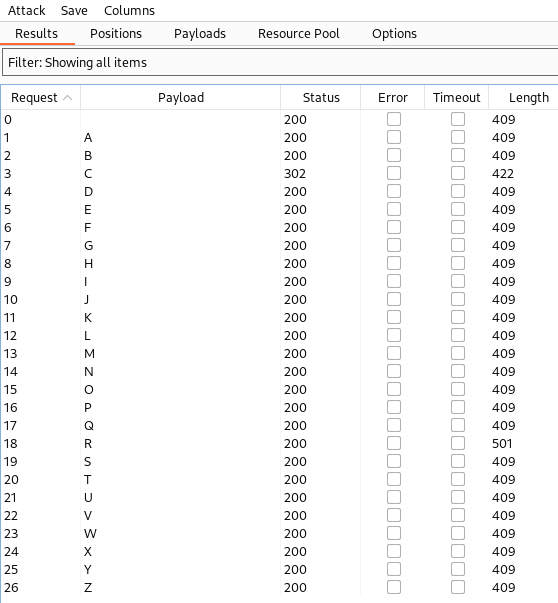 Attack Save Columns
Results Positions Payloads Resource Pool Options
Filter: Showing all items
Request Payload Status Error Timeout Length
0 200 409
1 A 200 409
2 B 200 409
3 C 302 422
4 D 200 409
5 E 200 409
6 F 200 409
7 G 200 409
8 H 200 409
9 I 200 409
10 J 200 409
11 K 200 409
12 L 200 409
13 M 200 409
14 N 200 409
15 O 200 409
16 P 200 409
17 Q 200 409
18 R 200 501
19 S 200 409
20 T 200 409
21 U 200 409
22 V 200 409
23 W 200 409
24 X 200 409
25 Y 200 409
26 Z 200 409